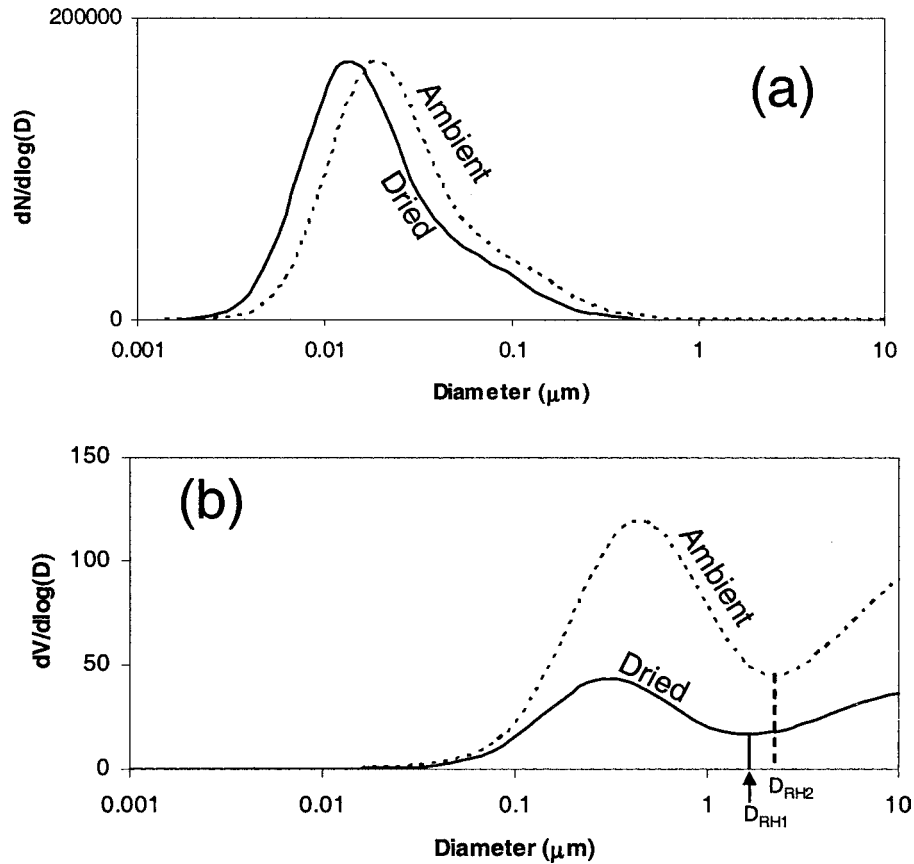 200000
(a)
Ambient
Dried
dN/dlog(D)
0
0.001 0.01 0.1 1 10
Diameter (μm)
150
(b)
Ambient
100
dV/dlog(D)
50
Dried
0
D_RH2
0.001 0.01 0.1 1 10
D_RH1
Diameter (μm)